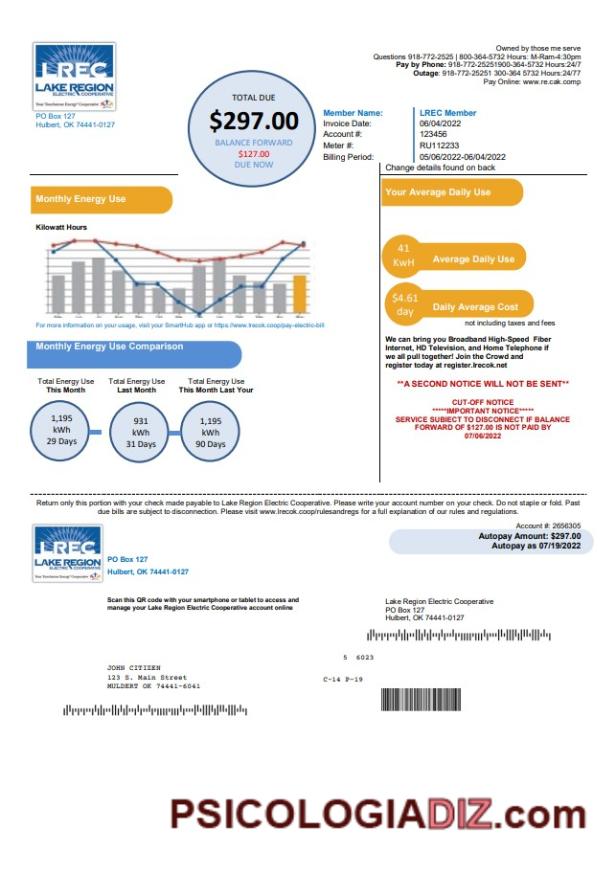 LREC
LAKE REGION
ELECTRIC COOPERATIVE
Your Touchstone Energy® Cooperative
PO Box 127
Hulbert, OK 74441-0127
TOTAL DUE
$297.00
BALANCE FORWARD
$127.00
DUE NOW
Owned by those me serve
Questions 918-772-2525 | 800-364-5732 Hours: M-Ram-4:30pm
Pay by Phone: 918-772-25251900-364-5732 Hours:24/7
Outage: 918-772-25251 300-364 5732 Hours:24/77
Pay Online: www.re.cak.comp
Member Name: LREC Member
Invoice Date: 06/04/2022
Account #: 123456
Meter #: RU112233
Billing Period: 05/06/2022-06/04/2022
Change details found on back
Monthly Energy Use
Kilowatt Hours
For more information on your usage, visit your SmartHub app or https://www.lrecok.coop/pay-electric-bill
Monthly Energy Use Comparison
Total Energy Use
This Month
Total Energy Use
Last Month
Total Energy Use
This Month Last Your
1,195
kWh
29 Days
931
kWh
31 Days
1,195
kWh
90 Days
Your Average Daily Use
41
KwH
Average Daily Use
$4.61
day
Daily Average Cost
not including taxes and fees
We can bring you Broadband High-Speed Fiber
Internet, HD Television, and Home Telephone if
we all pull together! Join the Crowd and
register today at register.lrecok.net
**A SECOND NOTICE WILL NOT BE SENT**
CUT-OFF NOTICE
*****IMPORTANT NOTICE*****
SERVICE SUBJECT TO DISCONNECT IF BALANCE
FORWARD OF $127.00 IS NOT PAID BY
07/06/2022
Return only this portion with your check made payable to Lake Region Electric Cooperative. Please write your account number on your check. Do not staple or fold. Past
due bills are subject to disconnection. Please visit www.lrecok.coop/rulesandregs for a full explanation of our rules and regulations.
LREC
LAKE REGION
ELECTRIC COOPERATIVE
Your Touchstone Energy® Cooperative
PO Box 127
Hulbert, OK 74441-0127
Account #: 2656305
Autopay Amount: $297.00
Autopay as 07/19/2022
Scan this QR code with your smartphone or tablet to access and
manage your Lake Region Electric Cooperative account online
Lake Region Electric Cooperative
PO Box 127
Hulbert, OK 74441-0127
5 6023
C-14 P-19
JOHN CITIZEN
123 S. Main Street
MULDERT OK 74441-6041
PSICOLOGIADIZ.com